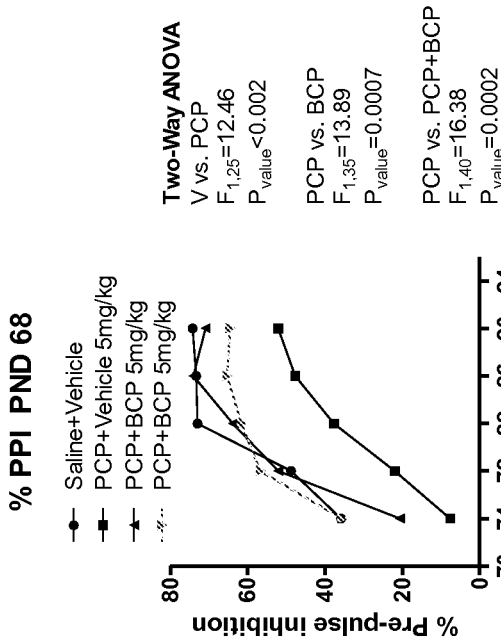 % PPI PND 68
Saline+Vehicle
PCP+Vehicle 5mg/kg
PCP+BCP 5mg/kg
PCP+BCP 5mg/kg
% Pre-pulse inhibition
80
60
40
20
0
74
Two-Way ANOVA
V vs. PCP
F1,25=12.46
Pvalue<0.002
PCP vs. BCP
F1,35=13.89
Pvalue=0.0007
PCP vs. PCP+BCP
F1,40=16.38
Pvalue=0.0002